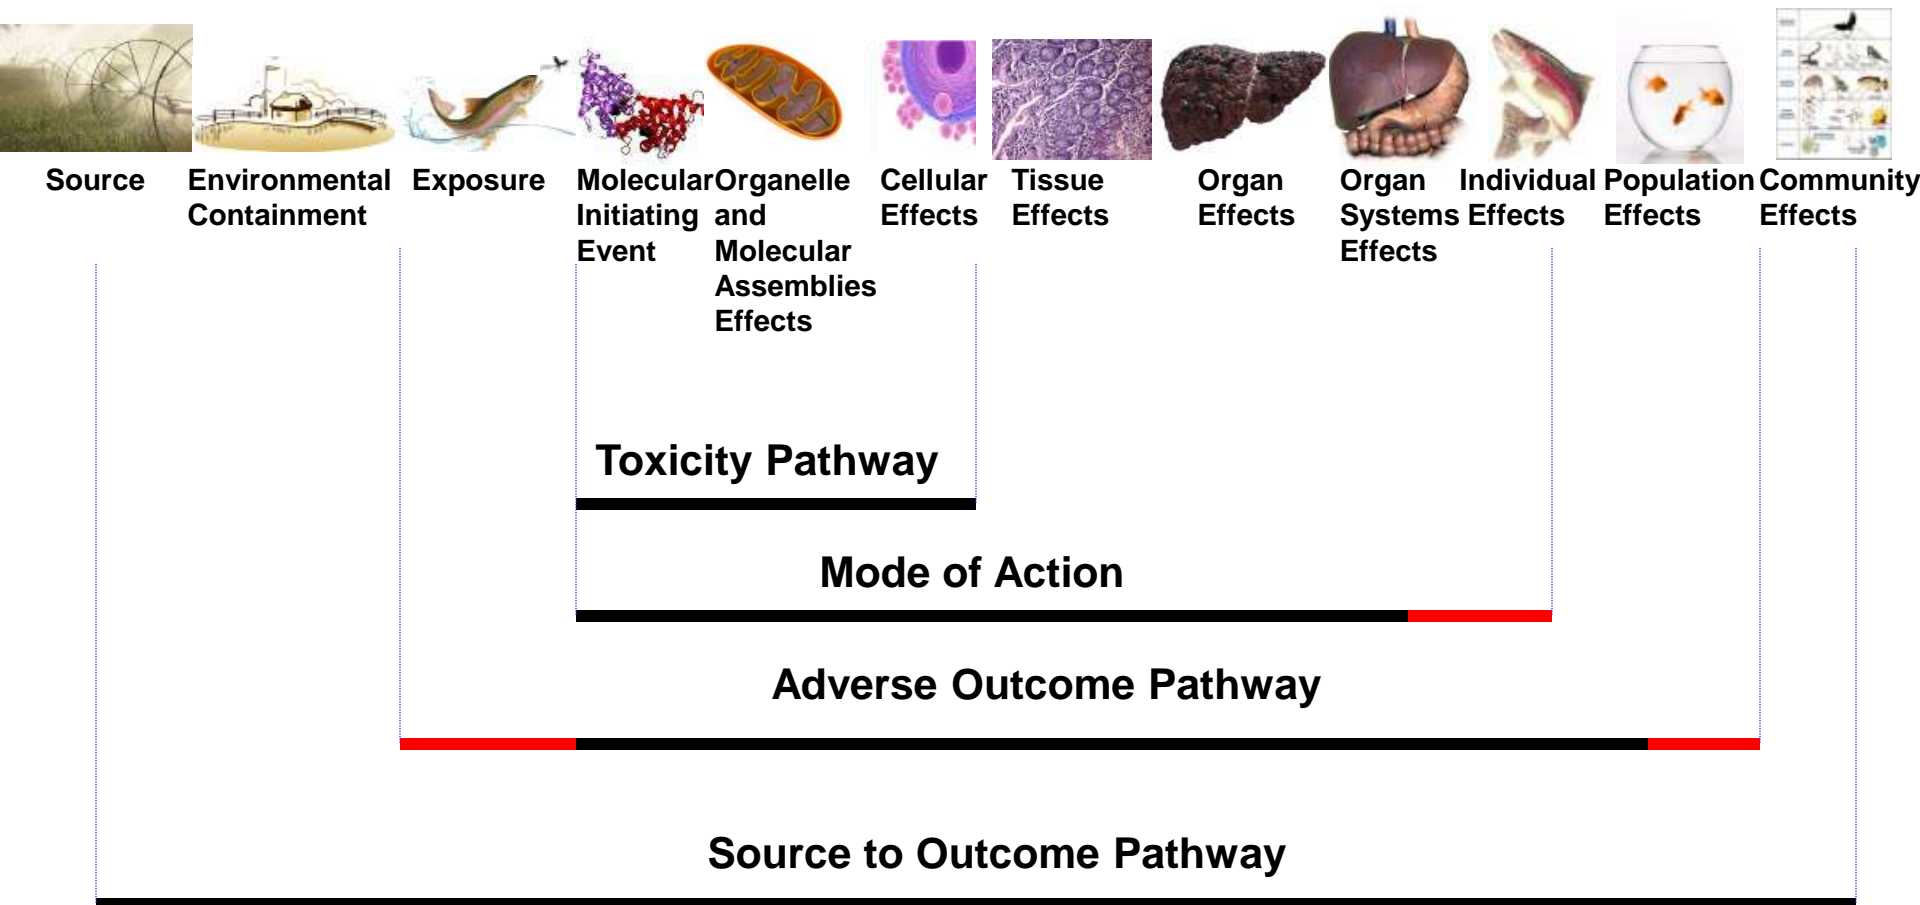 Source
Environmental
Containment
Exposure
Molecular
Initiating
Event
Organelle
and
Molecular
Assemblies
Effects
Cellular
Effects
Tissue
Effects
Organ
Effects
Organ
Systems
Effects
Individual
Effects
Population
Effects
Community
Effects
Toxicity Pathway
Mode of Action
Adverse Outcome Pathway
Source to Outcome Pathway